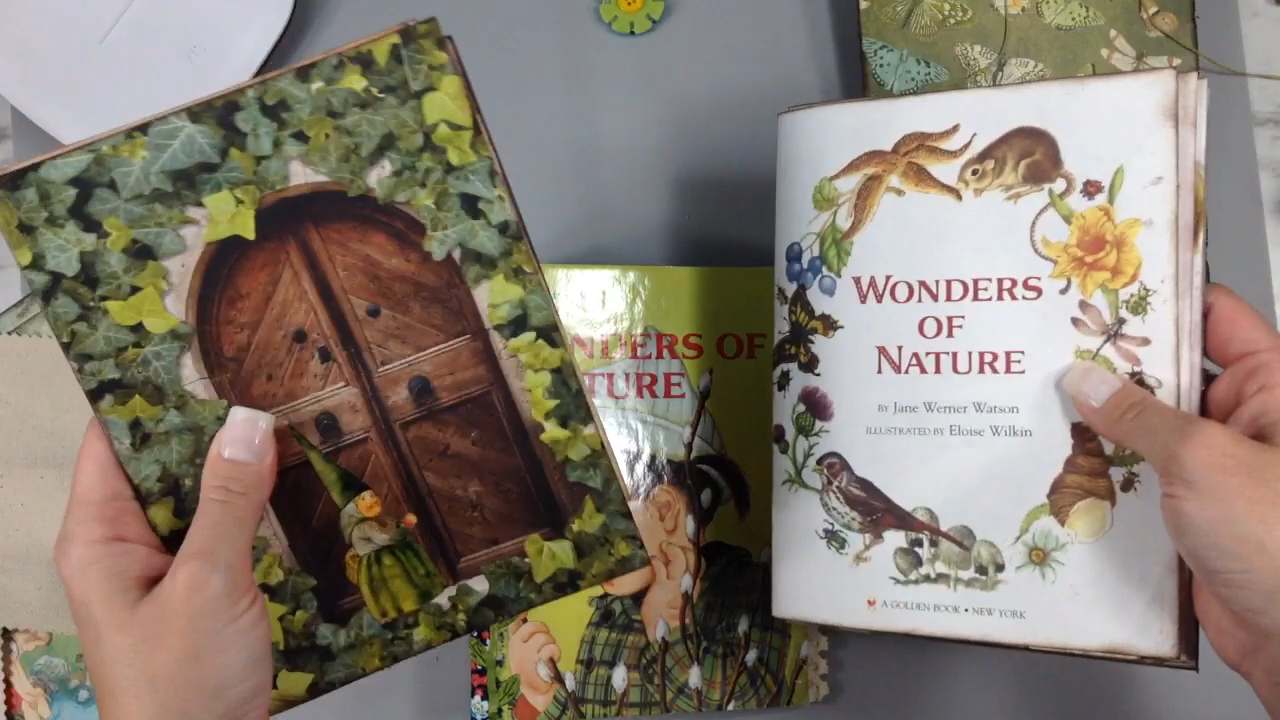 NDERS OF
TURE
WONDERS
OF
NATURE
BY Jane Werner Watson
ILLUSTRATED BY Eloise Wilkin
A GOLDEN BOOK • NEW YORK